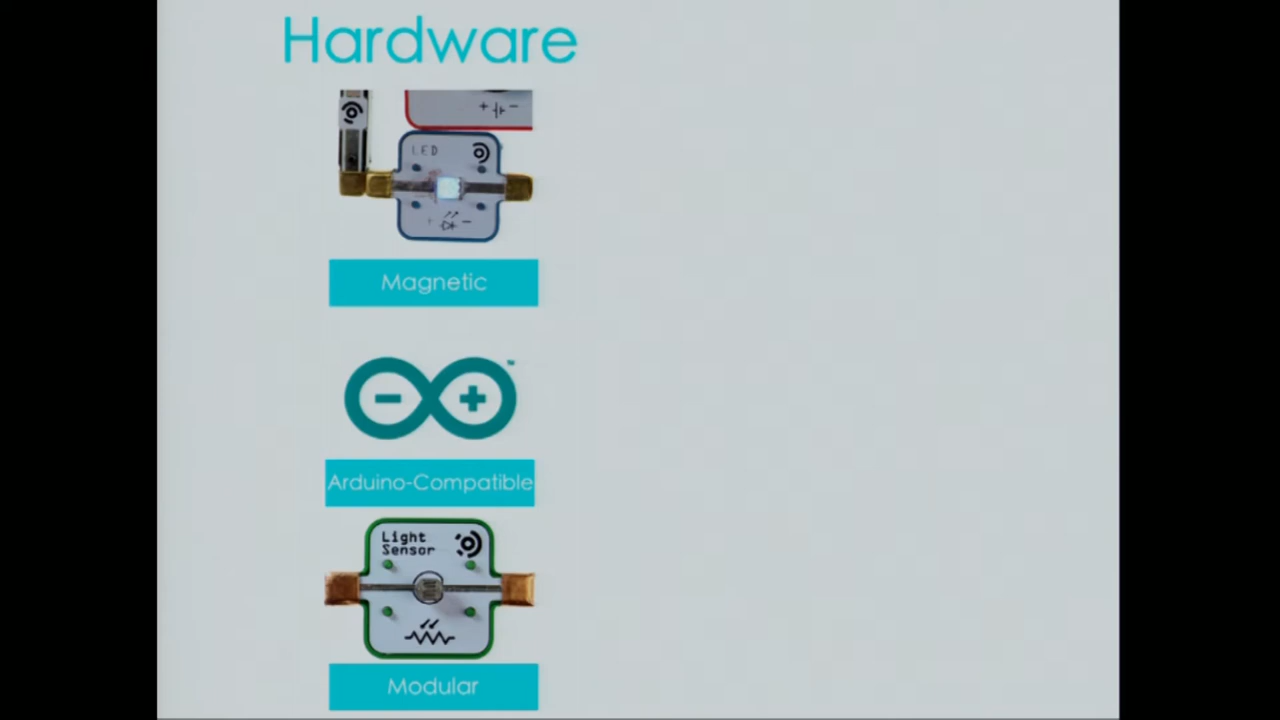 Hardware
LED
Magnetic
Arduino-Compatible
Light
Sensor
Modular